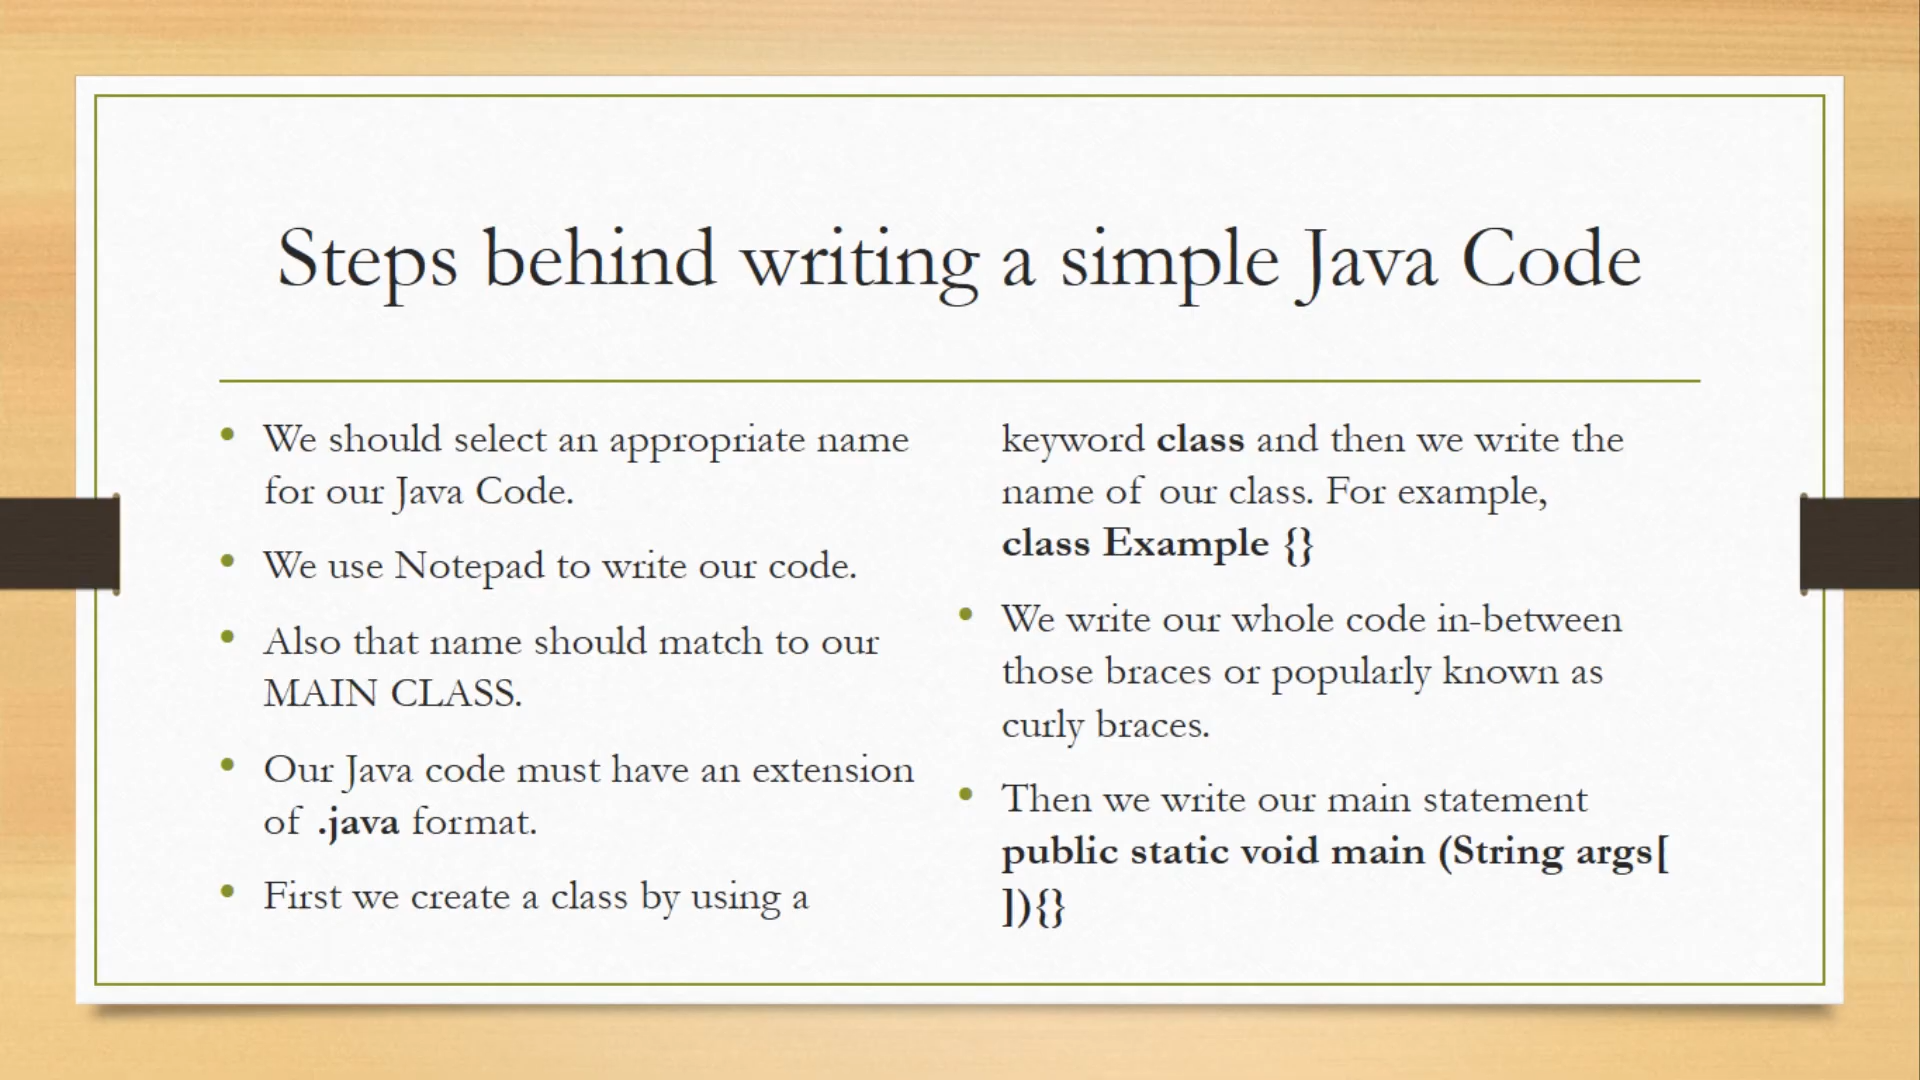 Steps behind writing a simple Java Code
• We should select an appropriate name
for our Java Code.
• We use Notepad to write our code.
• Also that name should match to our
MAIN CLASS.
• Our Java code must have an extension
of .java format.
• First we create a class by using a
keyword class and then we write the
name of our class. For example,
class Example {}
• We write our whole code in-between
those braces or popularly known as
curly braces.
• Then we write our main statement
public static void main (String args[
]){}